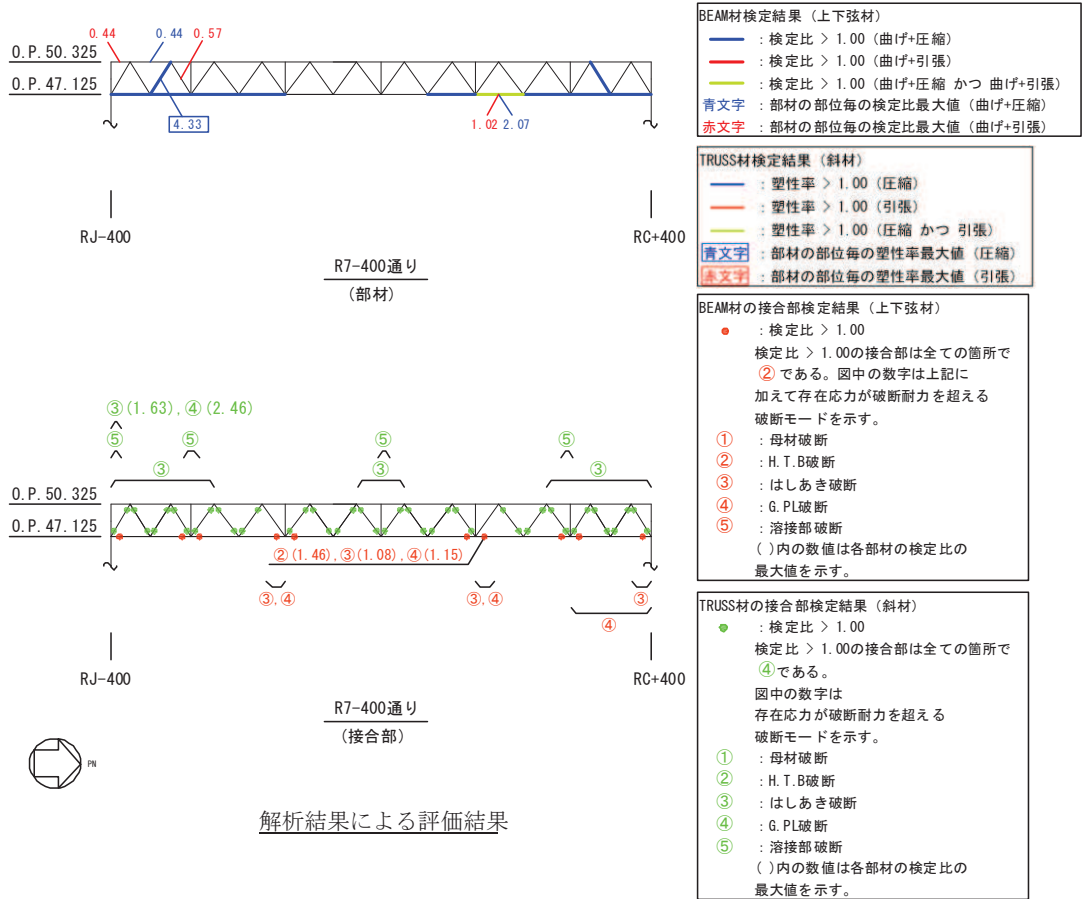 0.44 0.44 0.57
O.P.50.325
O.P.47.125
4.33
1.02 2.07
RJ-400
RC+400
R7-400通り
(部材)
BEAM材検定結果（上下弦材）
：検定比 > 1.00（曲げ+圧縮）
：検定比 > 1.00（曲げ+引張）
：検定比 > 1.00（曲げ+圧縮 かつ 曲げ+引張）
青文字：部材の部位毎の検定比最大値（曲げ+圧縮）
赤文字：部材の部位毎の検定比最大値（曲げ+引張）
TRUSS材検定結果（斜材）
：塑性率 > 1.00（圧縮）
：塑性率 > 1.00（引張）
：塑性率 > 1.00（圧縮 かつ 引張）
青文字：部材の部位毎の塑性率最大値（圧縮）
赤文字：部材の部位毎の塑性率最大値（引張）
③(1.63),④(2.46)
⑤ ⑤ ⑤ ⑤
③ ③ ③
O.P.50.325
O.P.47.125
②(1.46),③(1.08),④(1.15)
③,④ ③,④ ③
④
RJ-400
RC+400
R7-400通り
(接合部)
PN
解析結果による評価結果
BEAM材の接合部検定結果（上下弦材）
：検定比 > 1.00
検定比 > 1.00の接合部は全ての箇所で
②である。図中の数字は上記に
加えて存在応力が破断耐力を超える
破断モードを示す。
①：母材破断
②：H.T.B破断
③：はしあき破断
④：G.PL破断
⑤：溶接部破断
( )内の数値は各部材の検定比の
最大値を示す。
TRUSS材の接合部検定結果（斜材）
：検定比 > 1.00
検定比 > 1.00の接合部は全ての箇所で
④である。
図中の数字は
存在応力が破断耐力を超える
破断モードを示す。
①：母材破断
②：H.T.B破断
③：はしあき破断
④：G.PL破断
⑤：溶接部破断
( )内の数値は各部材の検定比の
最大値を示す。